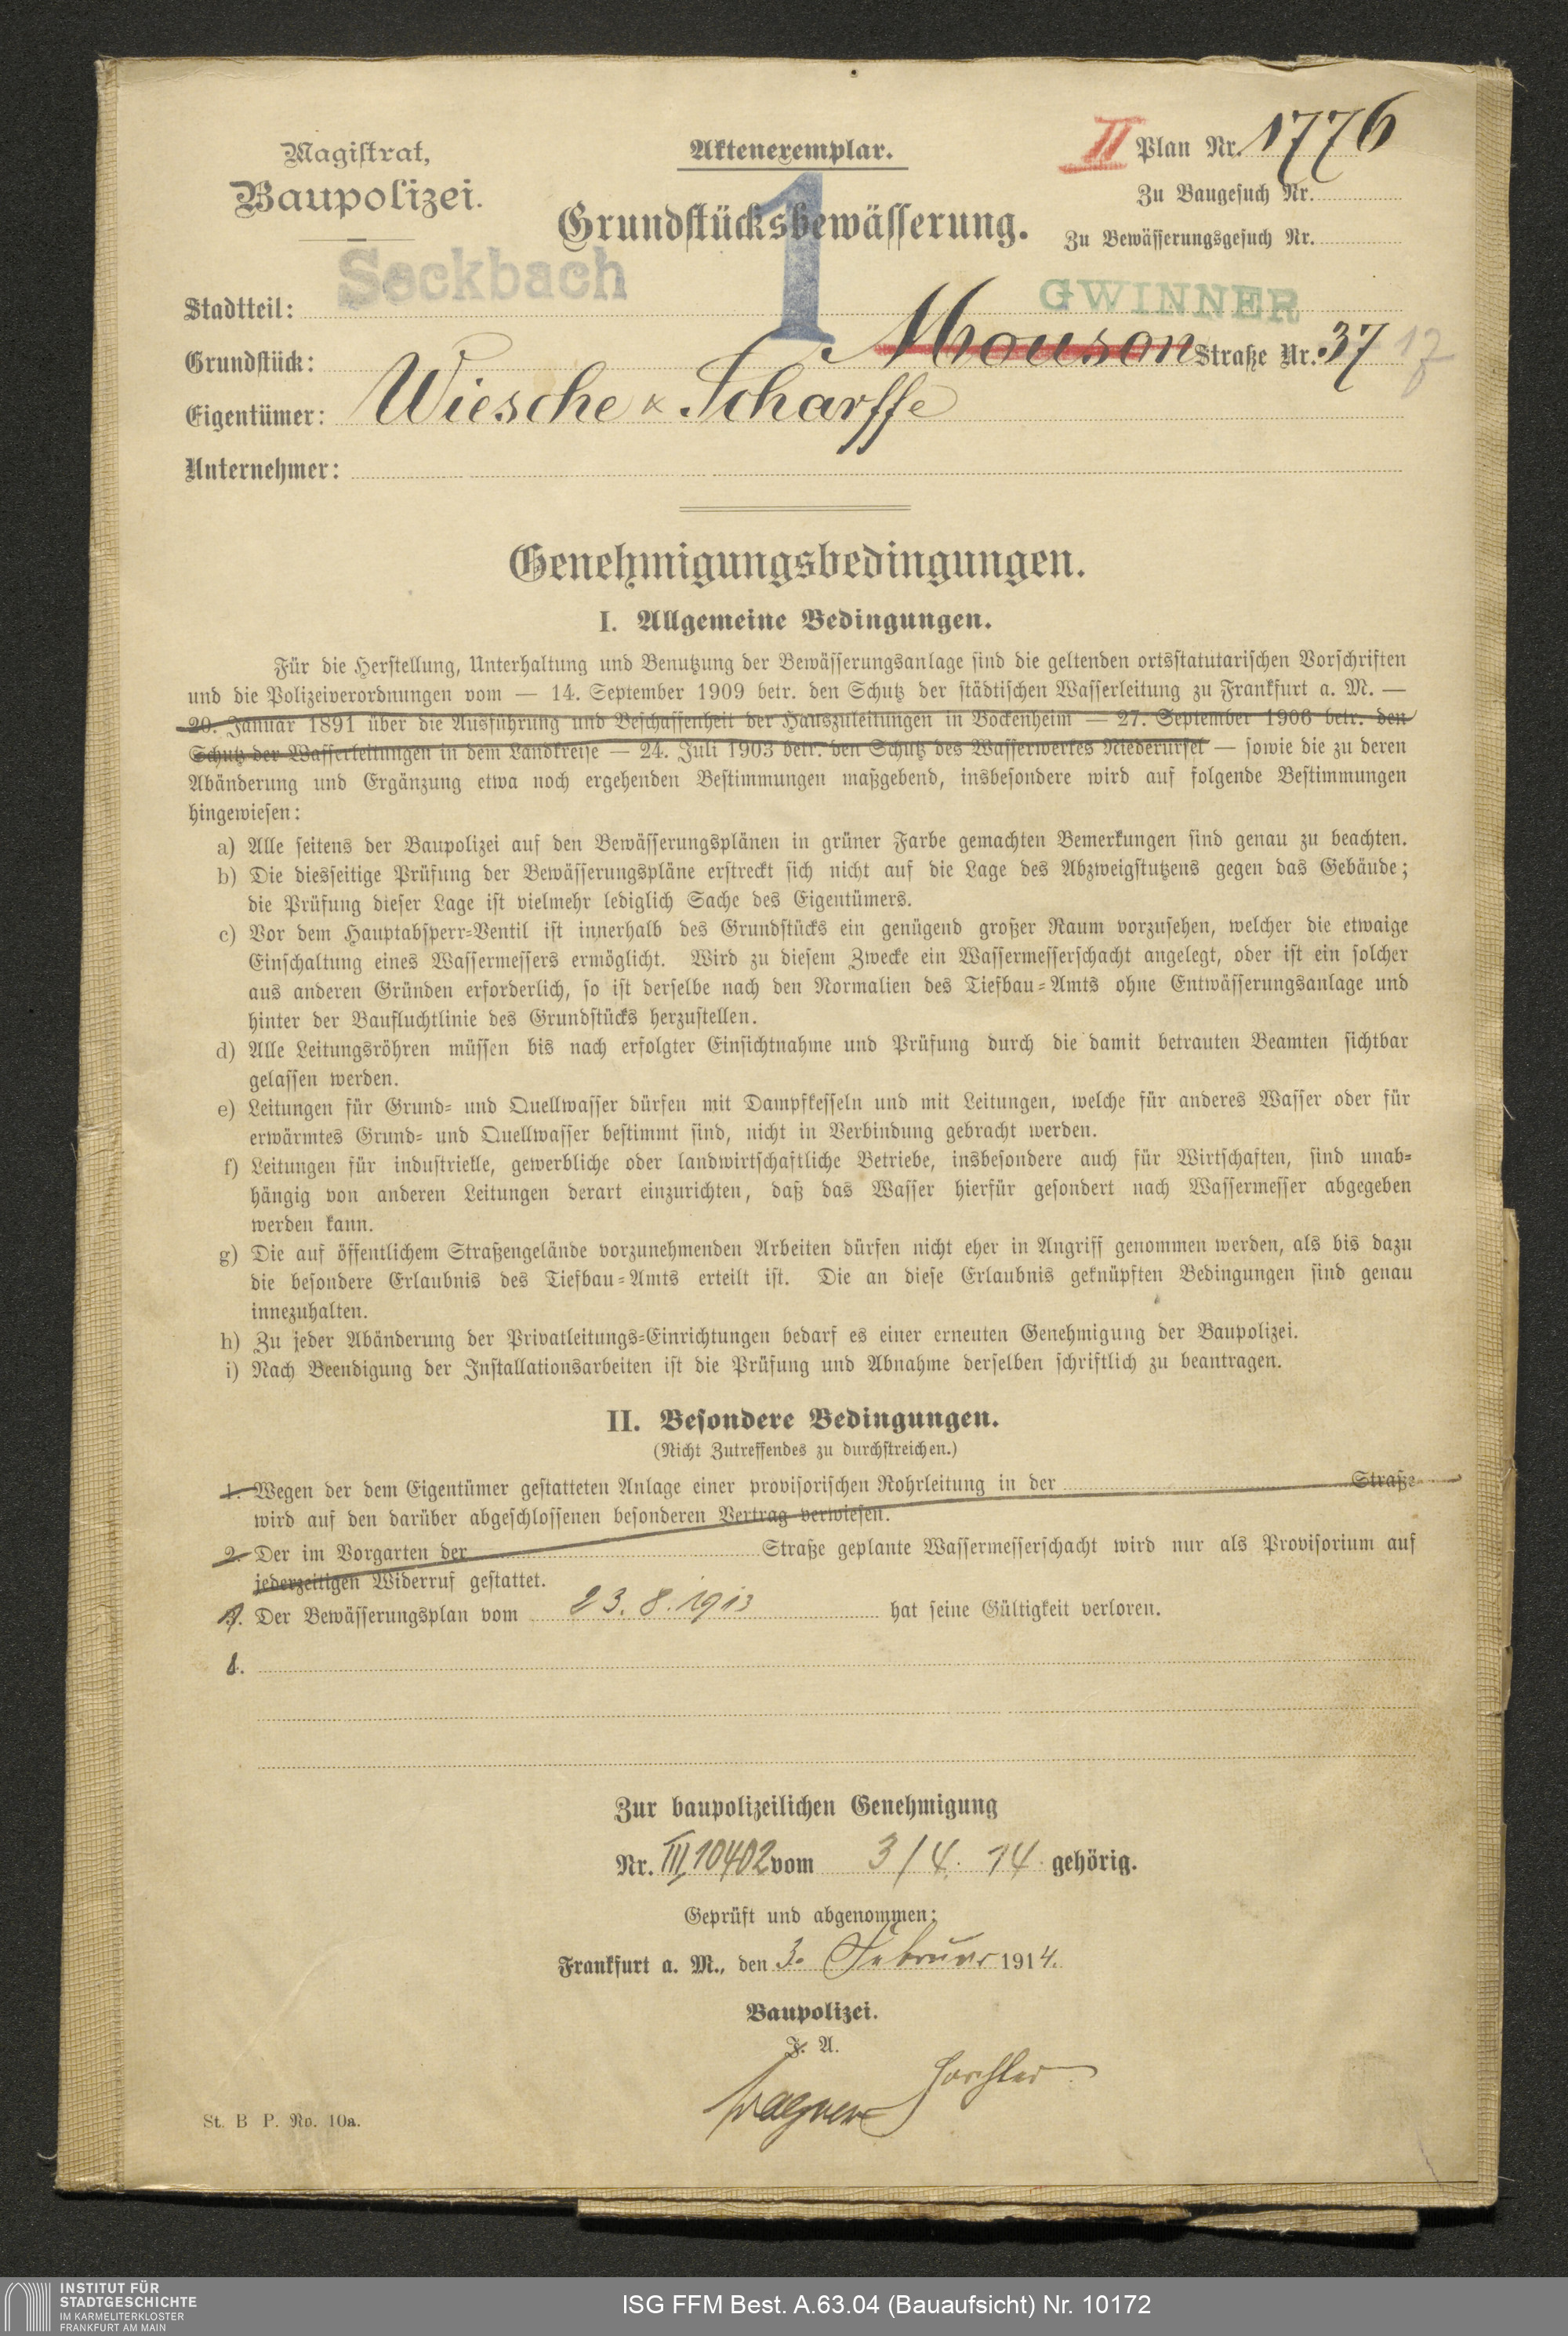 Magistrat,
Baupolizei.
Aktenexemplar.
II Plan Nr. 1776
Zu Baugesuch Nr.
Grundstücksbewässerung.
Zu Bewässerungsgesuch Nr.
1
Seckbach
Stadtteil:
GWINNER
Grundstück: Mouson Straße Nr. 37 17
Eigentümer: Wiesche & Scharffe
Unternehmer:
Genehmigungsbedingungen.
I. Allgemeine Bedingungen.
Für die Herstellung, Unterhaltung und Benutzung der Bewässerungsanlage sind die geltenden ortsstatutarischen Vorschriften
und die Polizeiverordnungen vom — 14. September 1909 betr. den Schutz der städtischen Wasserleitung zu Frankfurt a. M. —
20. Januar 1891 über die Ausführung und Beschaffenheit der Hauszuleitungen in Bockenheim — 27. September 1906 betr. den
Schutz der Wasserleitungen in dem Landkreise — 24. Juli 1903 betr. den Schutz des Wasserwerkes Niederursel — sowie die zu deren
Abänderung und Ergänzung etwa noch ergehenden Bestimmungen maßgebend, insbesondere wird auf folgende Bestimmungen
hingewiesen:
a) Alle seitens der Baupolizei auf den Bewässerungsplänen in grüner Farbe gemachten Bemerkungen sind genau zu beachten.
b) Die diesseitige Prüfung der Bewässerungspläne erstreckt sich nicht auf die Lage des Abzweigstutzens gegen das Gebäude;
die Prüfung dieser Lage ist vielmehr lediglich Sache des Eigentümers.
c) Vor dem Hauptabsperr-Ventil ist innerhalb des Grundstücks ein genügend großer Raum vorzusehen, welcher die etwaige
Einschaltung eines Wassermessers ermöglicht. Wird zu diesem Zwecke ein Wassermesserschacht angelegt, oder ist ein solcher
aus anderen Gründen erforderlich, so ist derselbe nach den Normalien des Tiefbau-Amts ohne Entwässerungsanlage und
hinter der Baufluchtlinie des Grundstücks herzustellen.
d) Alle Leitungsröhren müssen bis nach erfolgter Einsichtnahme und Prüfung durch die damit betrauten Beamten sichtbar
gelassen werden.
e) Leitungen für Grund- und Quellwasser dürfen mit Dampfkesseln und mit Leitungen, welche für anderes Wasser oder für
erwärmtes Grund- und Quellwasser bestimmt sind, nicht in Verbindung gebracht werden.
f) Leitungen für industrielle, gewerbliche oder landwirtschaftliche Betriebe, insbesondere auch für Wirtschaften, sind unab-
hängig von anderen Leitungen derart einzurichten, daß das Wasser hierfür gesondert nach Wassermesser abgegeben
werden kann.
g) Die auf öffentlichem Straßengelände vorzunehmenden Arbeiten dürfen nicht eher in Angriff genommen werden, als bis dazu
die besondere Erlaubnis des Tiefbau-Amts erteilt ist. Die an diese Erlaubnis geknüpften Bedingungen sind genau
innezuhalten.
h) Zu jeder Abänderung der Privatleitungs-Einrichtungen bedarf es einer erneuten Genehmigung der Baupolizei.
i) Nach Beendigung der Installationsarbeiten ist die Prüfung und Abnahme derselben schriftlich zu beantragen.
II. Besondere Bedingungen.
(Nicht Zutreffendes zu durchstreichen.)
1. Wegen der dem Eigentümer gestatteten Anlage einer provisorischen Rohrleitung in der Straße
wird auf den darüber abgeschlossenen besonderen Vertrag verwiesen.
2. Der im Vorgarten der Straße geplante Wassermesserschacht wird nur als Provisorium auf
jederzeitigen Widerruf gestattet.
Der Bewässerungsplan vom 23. 8. 1913 hat seine Gültigkeit verloren.
Zur baupolizeilichen Genehmigung
Nr. III 10402 vom 3/4. 14. gehörig.
Geprüft und abgenommen:
Frankfurt a. M., den 3. Februar 1914.
Baupolizei.
J. A.
Wagner
St. B P. No. 10a.
INSTITUT FÜR
STADTGESCHICHTE
IM KARMELITERKLOSTER
FRANKFURT AM MAIN
ISG FFM Best. A.63.04 (Bauaufsicht) Nr. 10172